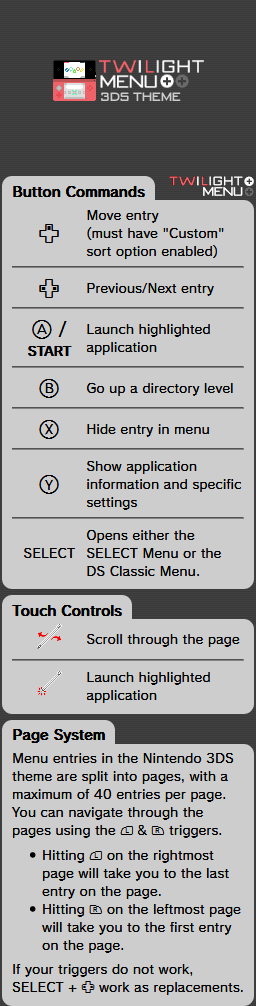 TWILIGHT
MENU++
3DS THEME
TWILIGHT
MENU++
Button Commands
Move entry
(must have "Custom"
sort option enabled)
Previous/Next entry
A /
START
Launch highlighted
application
B
Go up a directory level
X
Hide entry in menu
Y
Show application
information and specific
settings
SELECT
Opens either the
SELECT Menu or the
DS Classic Menu.
Touch Controls
Scroll through the page
Launch highlighted
application
Page System
Menu entries in the Nintendo 3DS
theme are split into pages, with a
maximum of 40 entries per page.
You can navigate through the
pages using the L & R triggers.
• Hitting L on the rightmost
page will take you to the last
entry on the page.
• Hitting R on the leftmost page
will take you to the first entry
on the page.
If your triggers do not work,
SELECT + work as replacements.